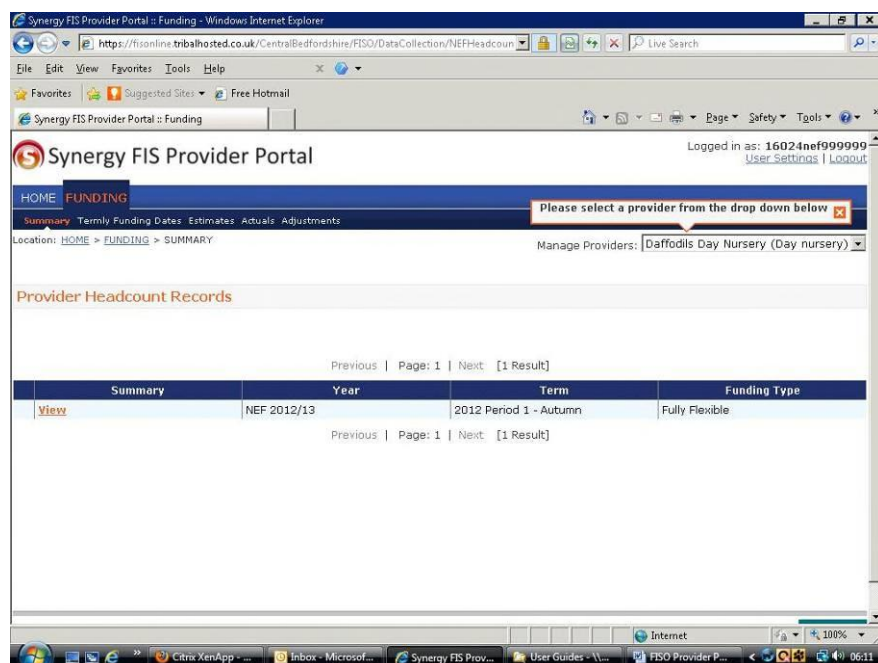 Synergy FIS Provider Portal :: Funding - Windows Internet Explorer
https://fisonline.tribalhosted.co.uk/CentralBedfordshire/FISO/DataCollection/NEFHeadcoun
Live Search
File Edit View Favorites Tools Help
Favorites Suggested Sites Free Hotmail
Synergy FIS Provider Portal :: Funding
Page Safety Tools
Synergy FIS Provider Portal
Logged in as: 16024nef999999
User Settings | Logout
HOME FUNDING
Please select a provider from the drop down below
Summary Termly Funding Dates Estimates Actuals Adjustments
Location: HOME > FUNDING > SUMMARY
Manage Providers: Daffodils Day Nursery (Day nursery)
Provider Headcount Records
Previous | Page: 1 | Next [1 Result]
Summary Year Term Funding Type
View NEF 2012/13 2012 Period 1 - Autumn Fully Flexible
Previous | Page: 1 | Next [1 Result]
Internet 100%
Citrix XenApp - ... Inbox - Microsof... Synergy FIS Prov... User Guides - \\... FISO Provider P... 06:11